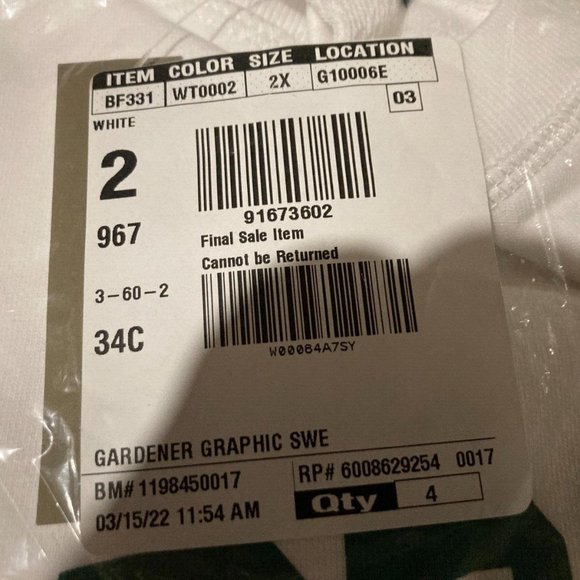 ITEM COLOR SIZE LOCATION
BF331 WT0002 2X G10006E
WHITE 03
2
91673602
967
Final Sale Item
Cannot be Returned
3-60-2
34C
W00084A7SY
GARDENER GRAPHIC SWE
BM# 1198450017 RP# 6008629254 0017
03/15/22 11:54 AM Qty 4